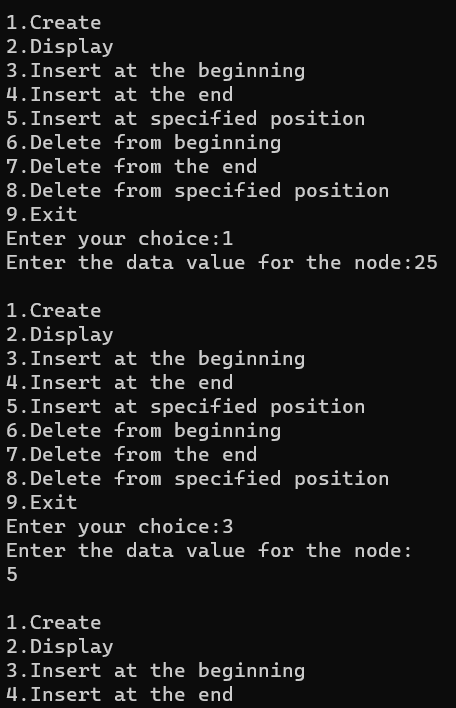 1.Create
2.Display
3.Insert at the beginning
4.Insert at the end
5.Insert at specified position
6.Delete from beginning
7.Delete from the end
8.Delete from specified position
9.Exit
Enter your choice:1
Enter the data value for the node:25

1.Create
2.Display
3.Insert at the beginning
4.Insert at the end
5.Insert at specified position
6.Delete from beginning
7.Delete from the end
8.Delete from specified position
9.Exit
Enter your choice:3
Enter the data value for the node:
5

1.Create
2.Display
3.Insert at the beginning
4.Insert at the end